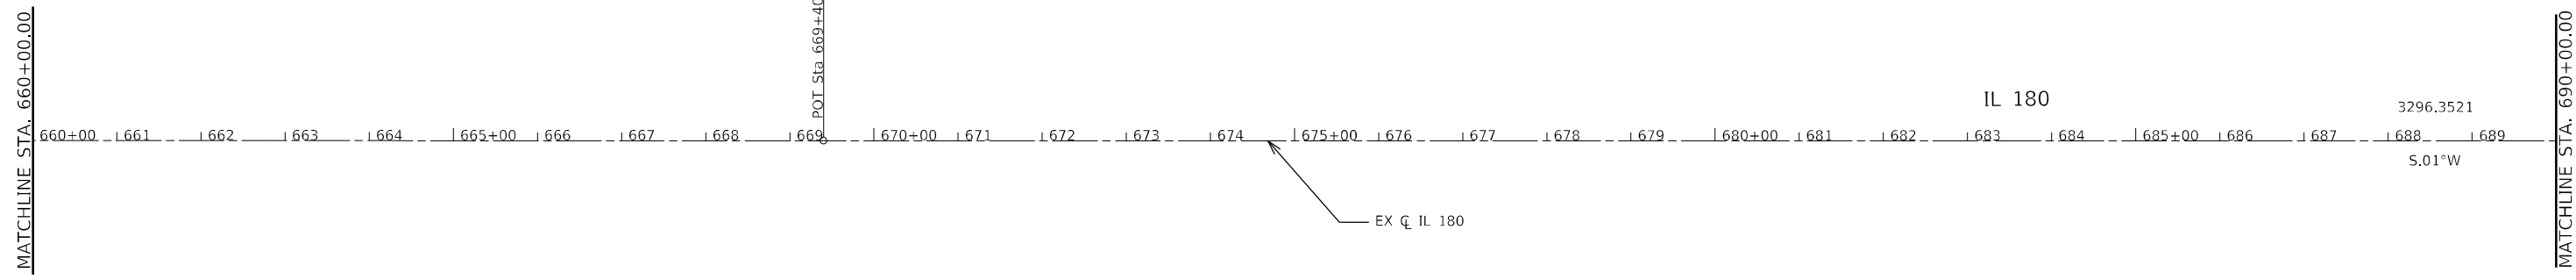 MATCHLINE STA. 660+00.00
POT Sta 669+40
IL 180
3296.3521
660+00 661 662 663 664 665+00 666 667 668 669 670+00 671 672 673 674 675+00 676 677 678 679 680+00 681 682 683 684 685+00 686 687 688 689
S.01°W
EX ℄ IL 180
MATCHLINE STA. 690+00.00